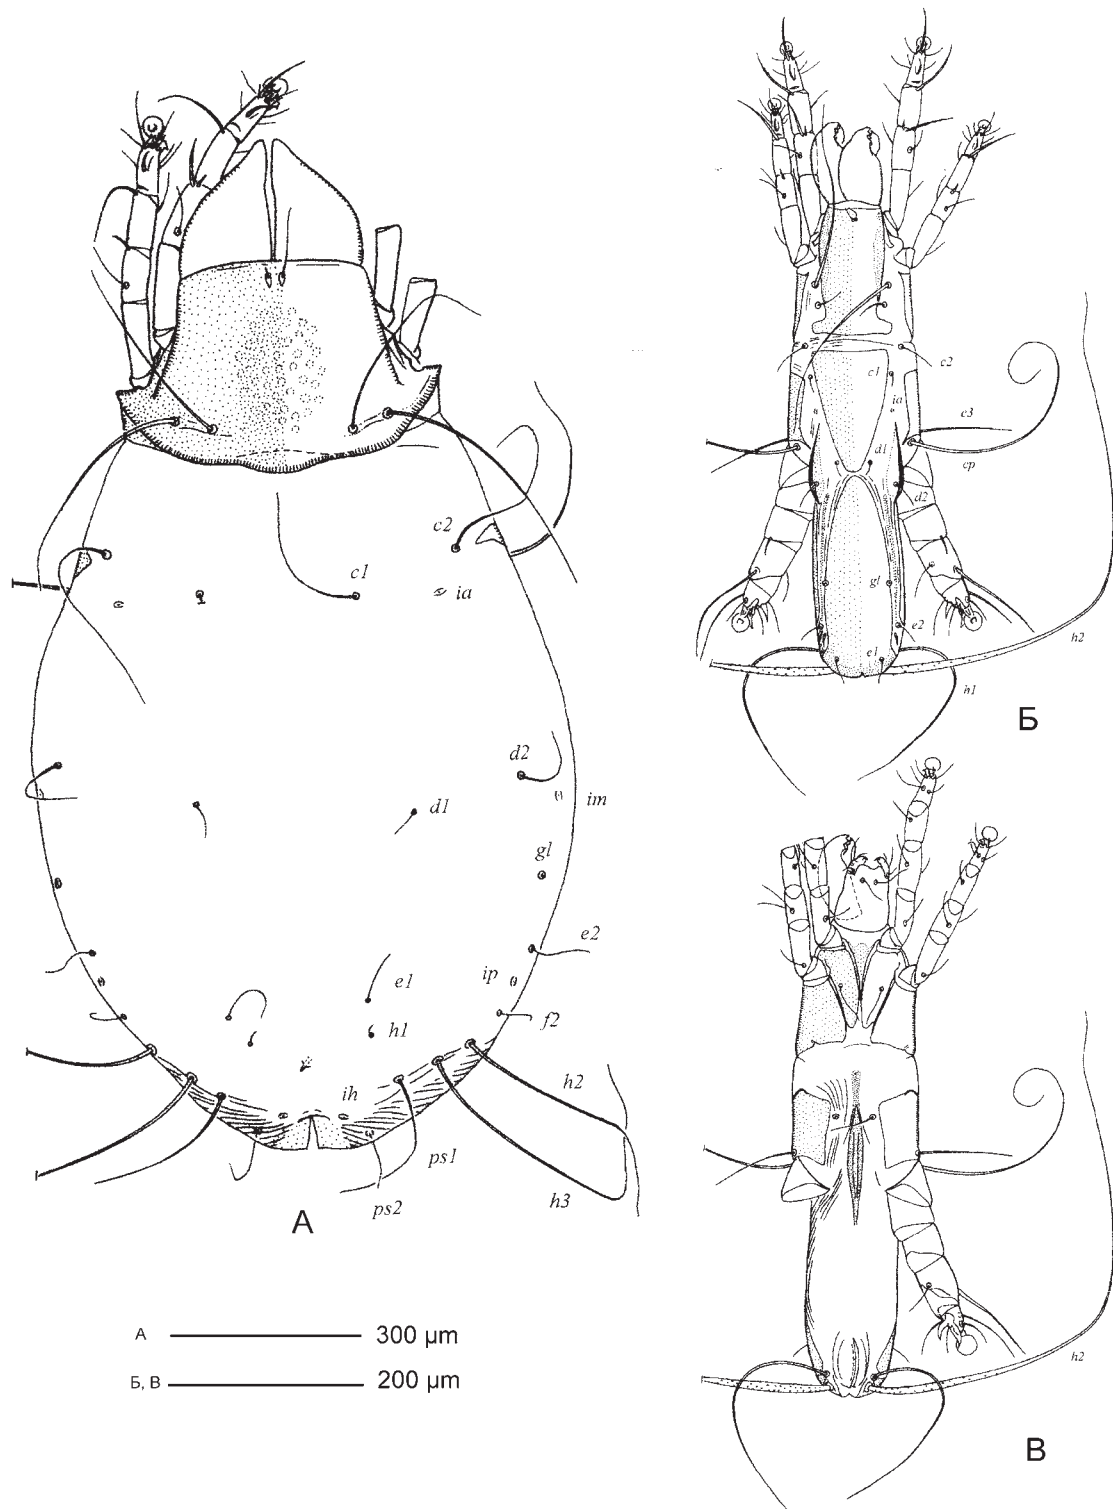 c2
c1
ia
d2
im
d1
gl
e2
e1
ip
h1
f2
h2
ih
ps1
h3
ps2
А
А 300 µm
Б, В 200 µm
c1
c2
ia
c3
cp
d1
d2
gl
e2
e1
h2
h1
Б
h2
В